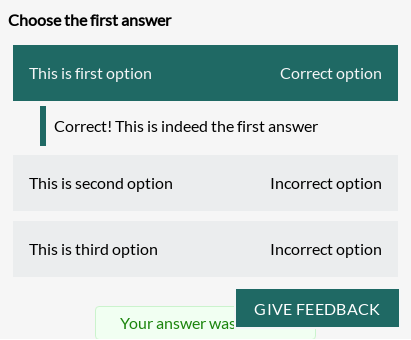 Choose the first answer
This is first option Correct option
Correct! This is indeed the first answer
This is second option Incorrect option
This is third option Incorrect option
GIVE FEEDBACK
Your answer was